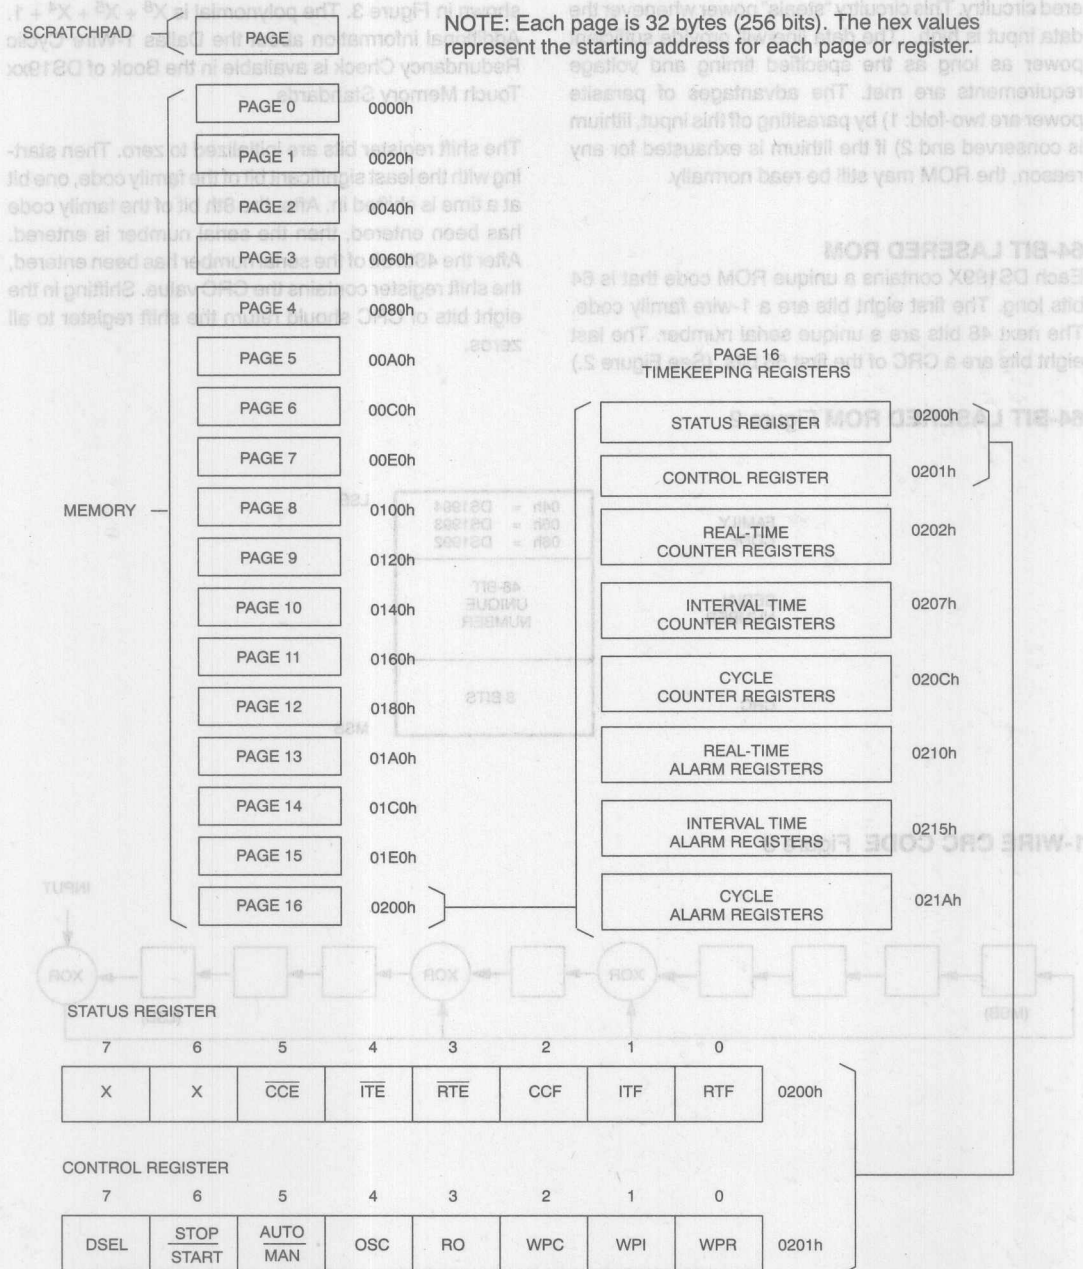 SCRATCHPAD
PAGE
NOTE: Each page is 32 bytes (256 bits). The hex values
represent the starting address for each page or register.
MEMORY
PAGE 0 0000h
PAGE 1 0020h
PAGE 2 0040h
PAGE 3 0060h
PAGE 4 0080h
PAGE 5 00A0h
PAGE 6 00C0h
PAGE 7 00E0h
PAGE 8 0100h
PAGE 9 0120h
PAGE 10 0140h
PAGE 11 0160h
PAGE 12 0180h
PAGE 13 01A0h
PAGE 14 01C0h
PAGE 15 01E0h
PAGE 16 0200h
PAGE 16
TIMEKEEPING REGISTERS
STATUS REGISTER 0200h
CONTROL REGISTER 0201h
REAL-TIME
COUNTER REGISTERS 0202h
INTERVAL TIME
COUNTER REGISTERS 0207h
CYCLE
COUNTER REGISTERS 020Ch
REAL-TIME
ALARM REGISTERS 0210h
INTERVAL TIME
ALARM REGISTERS 0215h
CYCLE
ALARM REGISTERS 021Ah
STATUS REGISTER
7 6 5 4 3 2 1 0
X X CCE ITE RTE CCF ITF RTF 0200h
CONTROL REGISTER
7 6 5 4 3 2 1 0
DSEL STOP START AUTO MAN OSC RO WPC WPI WPR 0201h